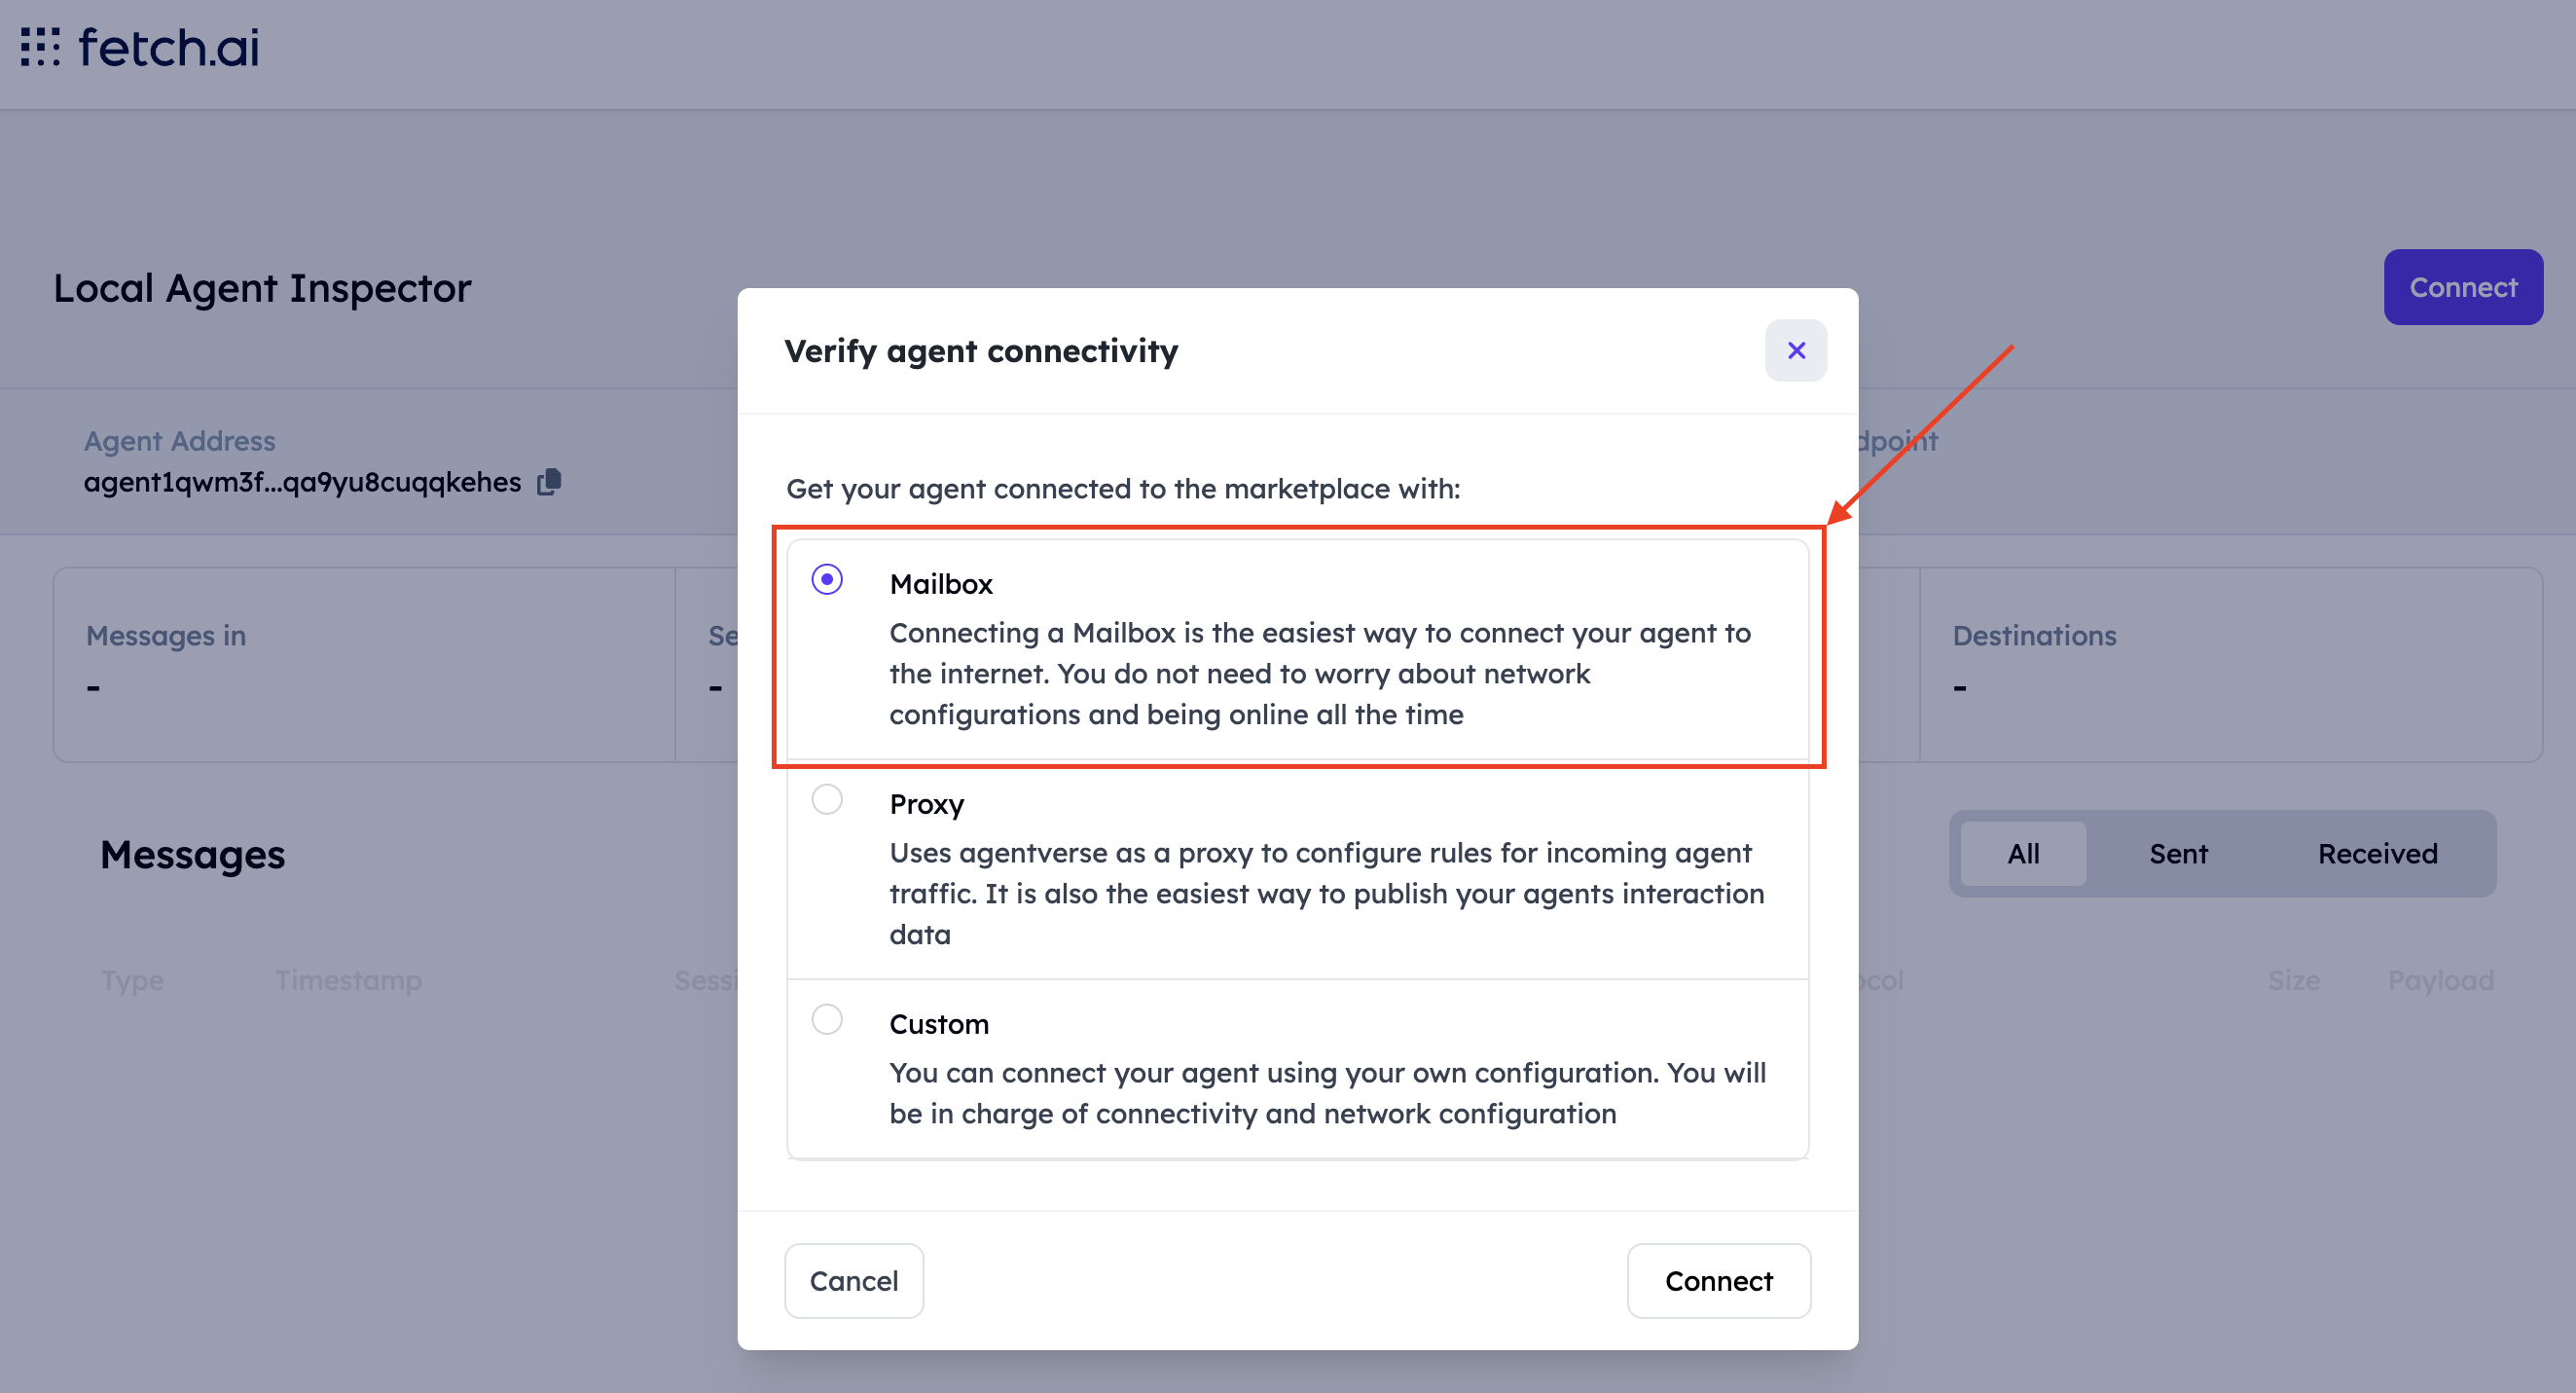 fetch.ai
Local Agent Inspector
Connect
Verify agent connectivity
Agent Address
agent1qwm3f...qa9yu8cuqqkehes
Get your agent connected to the marketplace with:
Mailbox
Connecting a Mailbox is the easiest way to connect your agent to
the internet. You do not need to worry about network
configurations and being online all the time
Messages in
-
-
Destinations
-
Proxy
Uses agentverse as a proxy to configure rules for incoming agent
traffic. It is also the easiest way to publish your agents interaction
data
Messages
All
Sent
Received
Type
Timestamp
Size
Payload
Custom
You can connect your agent using your own configuration. You will
be in charge of connectivity and network configuration
Cancel
Connect